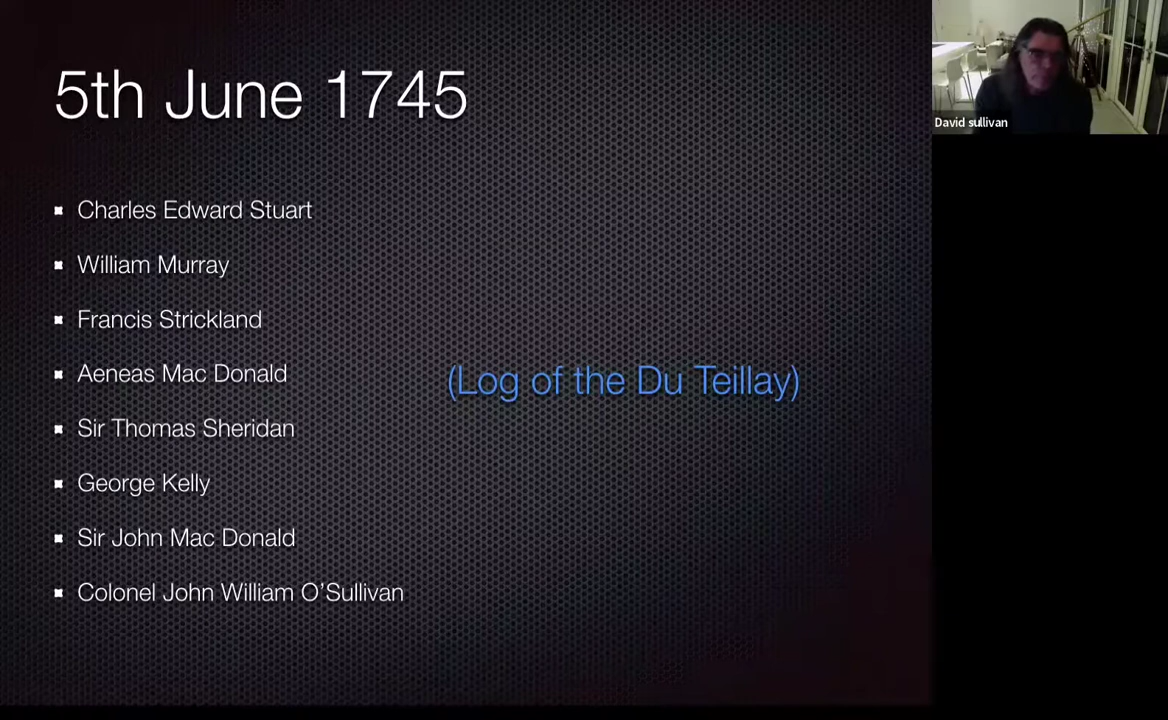 5th June 1745
Charles Edward Stuart
William Murray
Francis Strickland
Aeneas Mac Donald
Sir Thomas Sheridan
George Kelly
Sir John Mac Donald
Colonel John William O’Sullivan
(Log of the Du Teillay)
David sullivan